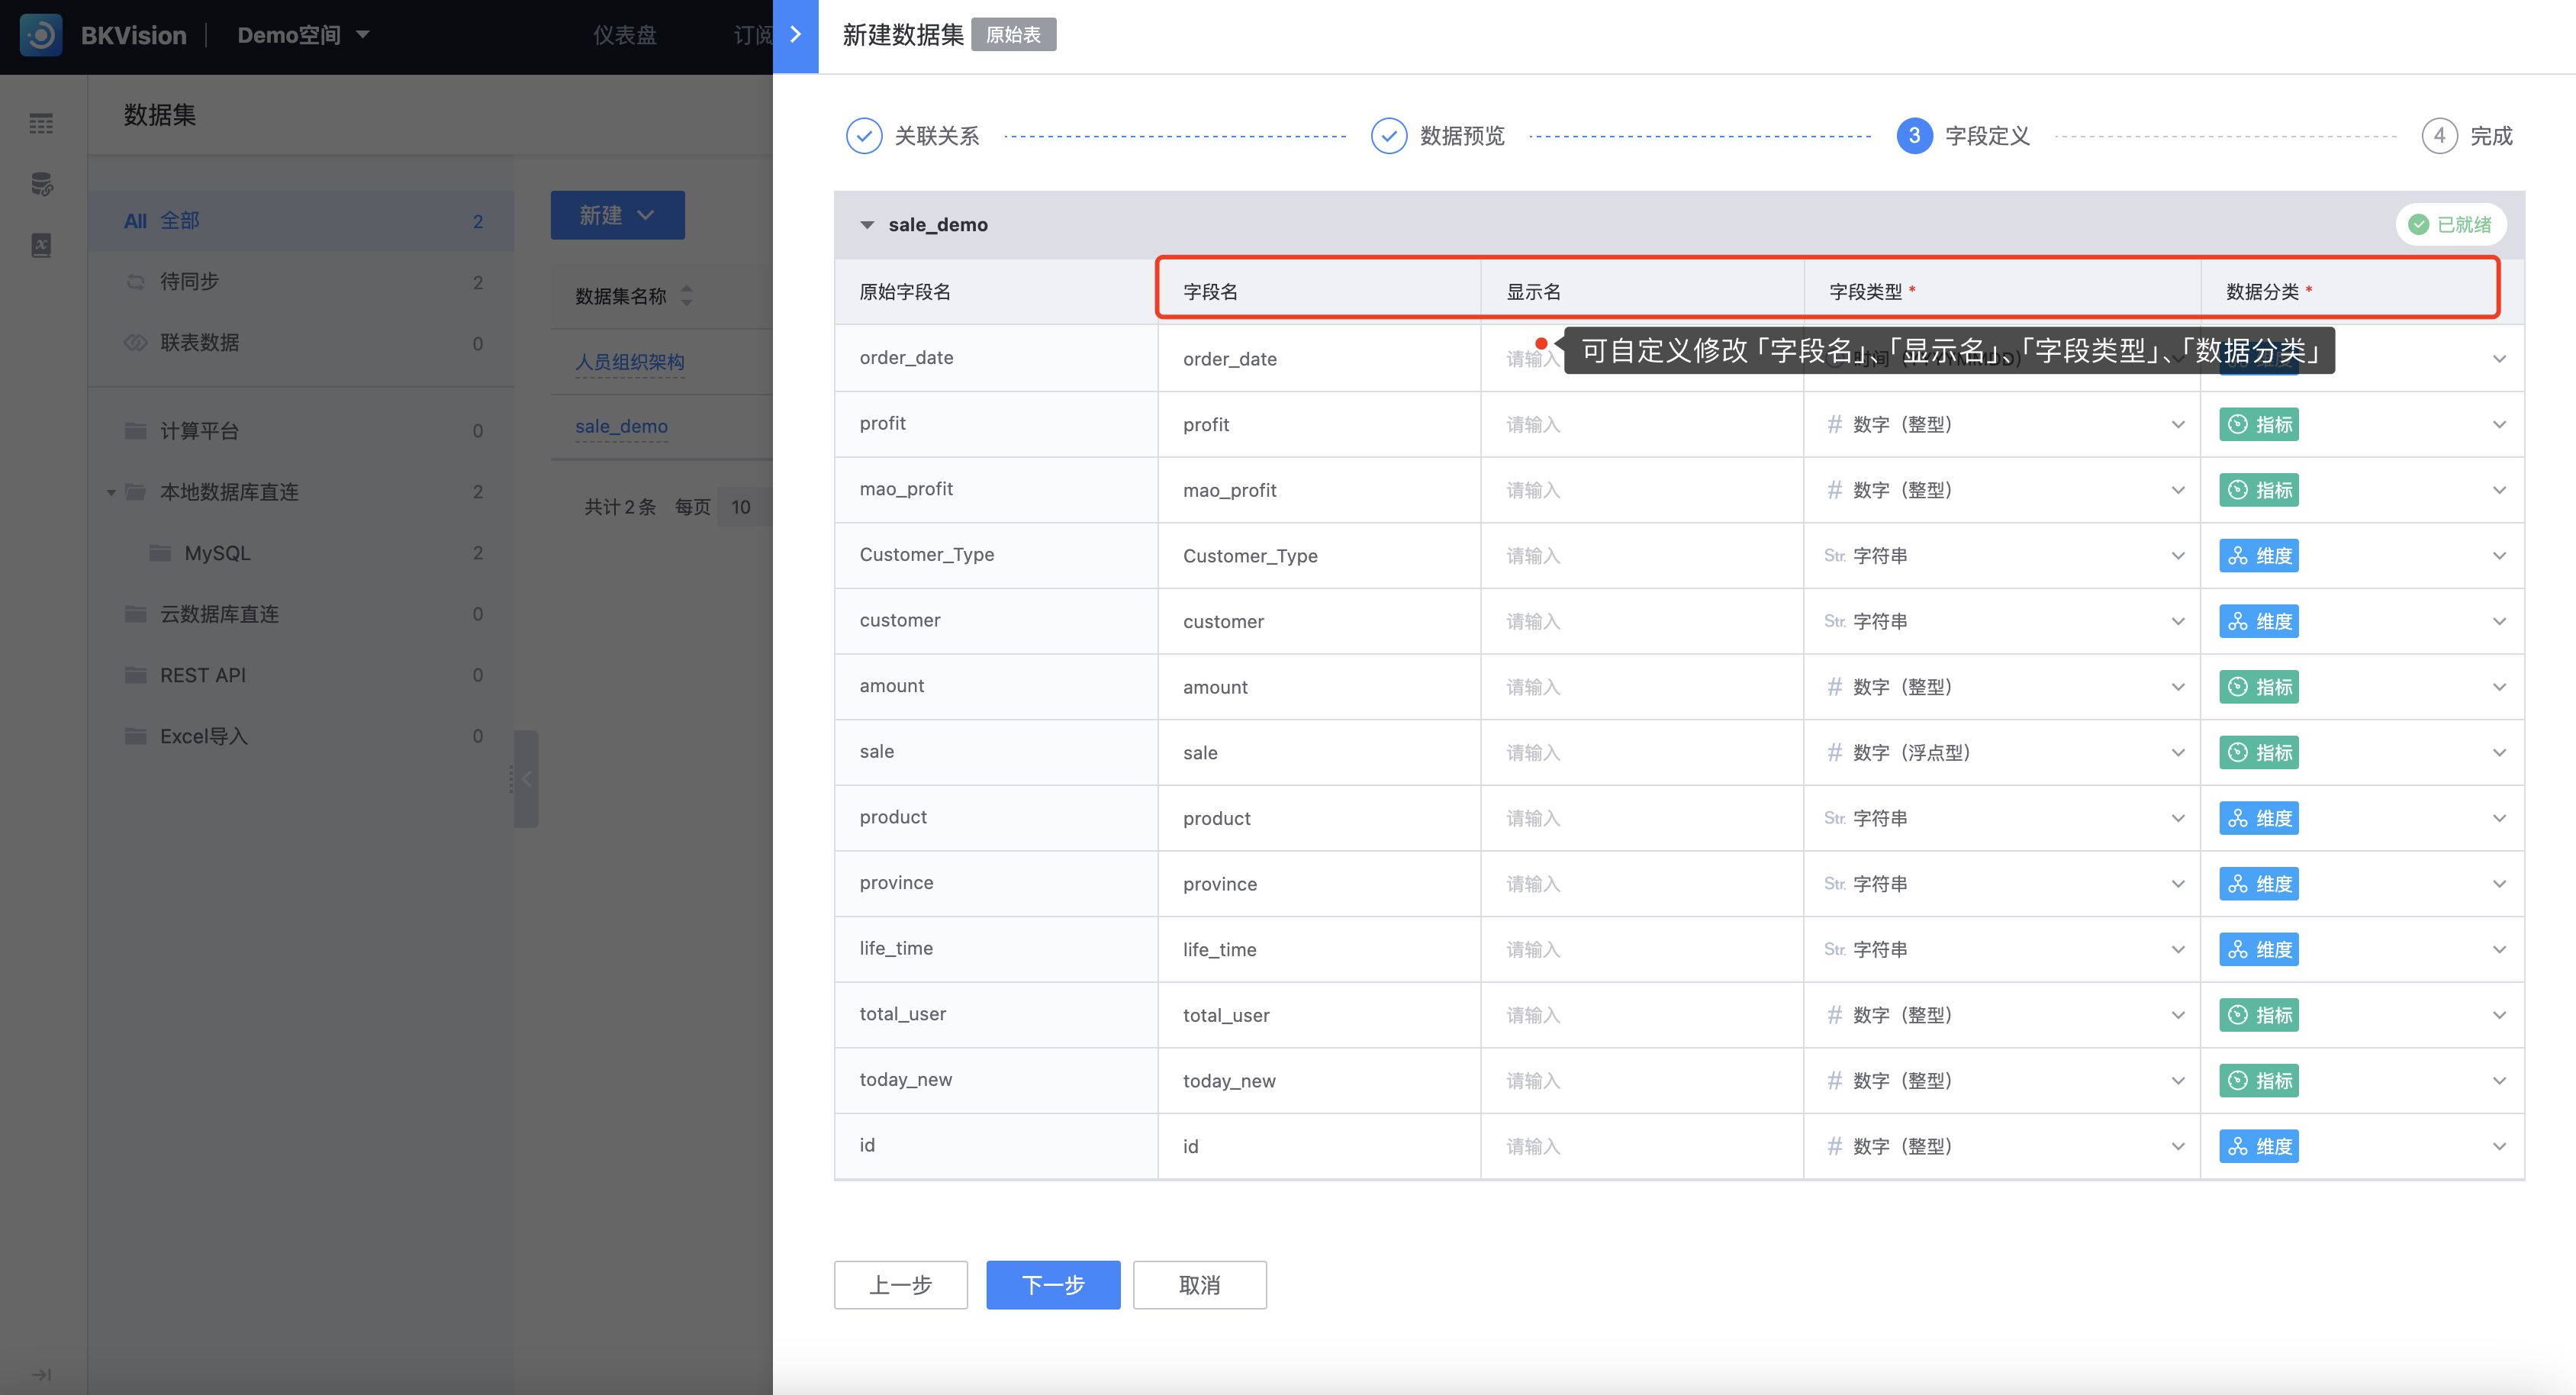 BKVision
Demo空间
仪表盘
订阅
数据集
All 全部 2
待同步 2
联表数据 0
计算平台 0
本地数据库直连 2
MySQL 2
云数据库直连 0
REST API 0
Excel导入 0
新建
数据集名称
人员组织架构
sale_demo
共计 2 条 每页 10
新建数据集 原始表
关联关系
数据预览
3 字段定义
4 完成
sale_demo 已就绪
原始字段名 字段名 显示名 字段类型 * 数据分类 *
可自定义修改「字段名」、「显示名」、「字段类型」、「数据分类」
order_date order_date 请输入 维度
profit profit 请输入 # 数字（整型） 指标
mao_profit mao_profit 请输入 # 数字（整型） 指标
Customer_Type Customer_Type 请输入 Str. 字符串 维度
customer customer 请输入 Str. 字符串 维度
amount amount 请输入 # 数字（整型） 指标
sale sale 请输入 # 数字（浮点型） 指标
product product 请输入 Str. 字符串 维度
province province 请输入 Str. 字符串 维度
life_time life_time 请输入 Str. 字符串 维度
total_user total_user 请输入 # 数字（整型） 指标
today_new today_new 请输入 # 数字（整型） 指标
id id 请输入 # 数字（整型） 维度
上一步 下一步 取消